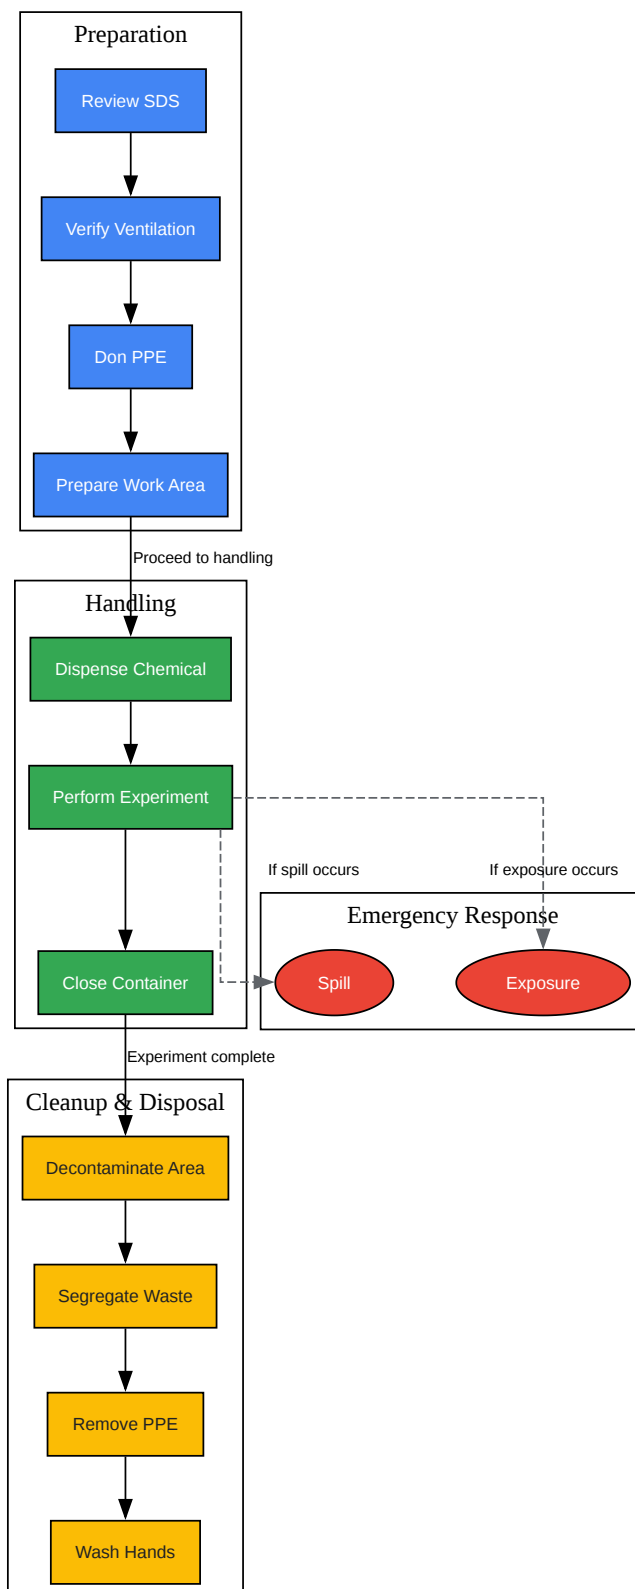 Preparation
Review SDS
Verify Ventilation
Don PPE
Prepare Work Area
Proceed to handling
Handling
Dispense Chemical
Perform Experiment
If spill occurs
If exposure occurs
Emergency Response
Close Container
Spill
Exposure
Experiment complete
Cleanup & Disposal
Decontaminate Area
Segregate Waste
Remove PPE
Wash Hands